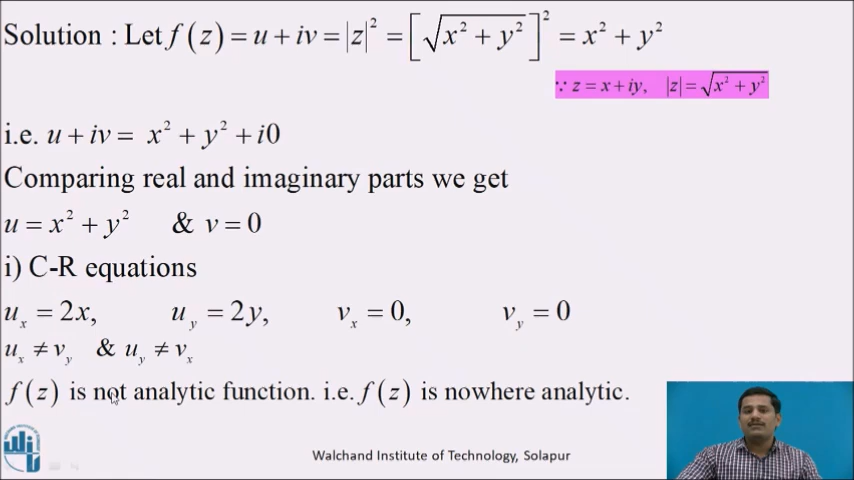 Solution : Let f(z) = u + iv = |z|² = [√(x² + y²)]² = x² + y²
∵ z = x + iy, |z| = √(x² + y²)
i.e. u + iv = x² + y² + i0
Comparing real and imaginary parts we get
u = x² + y² & v = 0
i) C-R equations
uₓ = 2x, u_y = 2y, vₓ = 0, v_y = 0
uₓ ≠ v_y & u_y ≠ vₓ
f(z) is not analytic function. i.e. f(z) is nowhere analytic.
Walchand Institute of Technology, Solapur